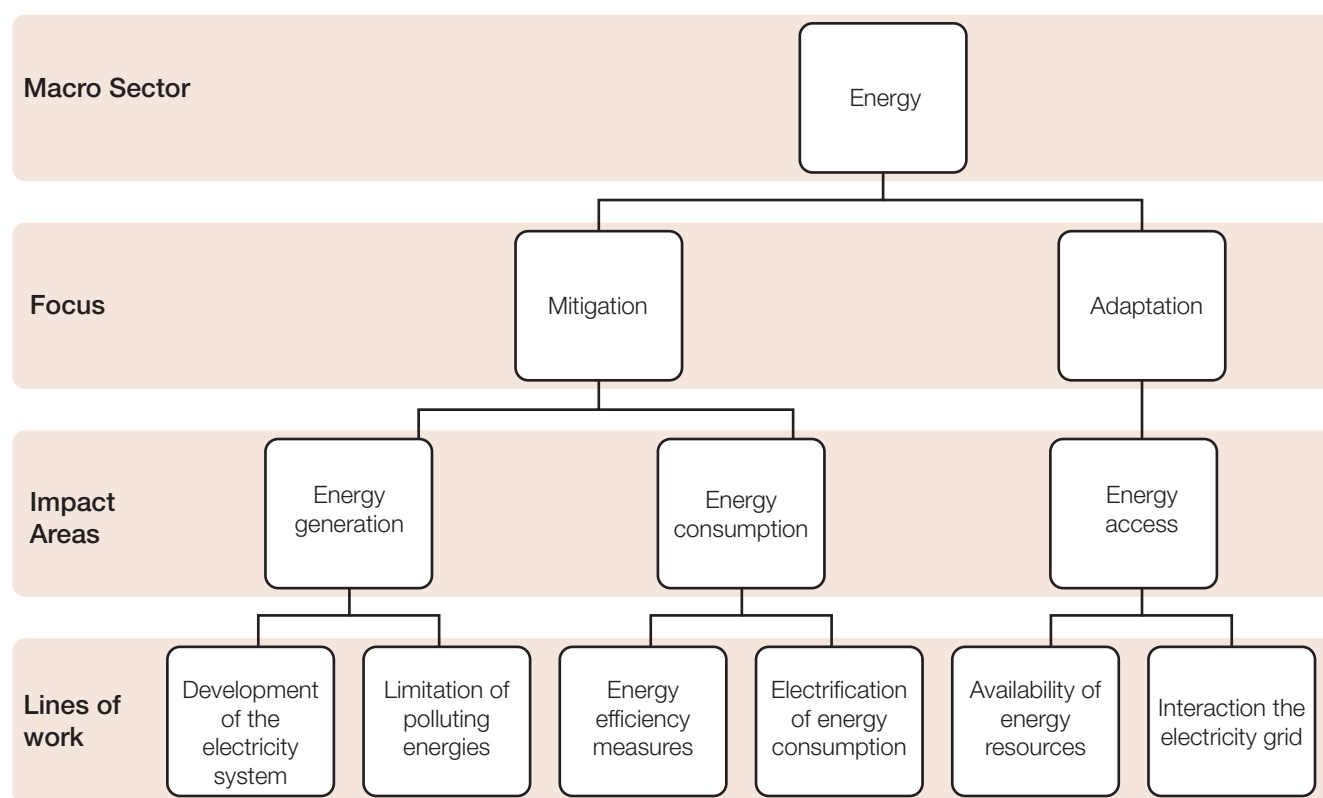 Macro Sector
Energy
Focus
Mitigation
Adaptation
Impact
Areas
Energy
generation
Energy
consumption
Energy
access
Lines of
work
Development
of the
electricity
system
Limitation of
polluting
energies
Energy
efficiency
measures
Electrification
of energy
consumption
Availability of
energy
resources
Interaction the
electricity grid